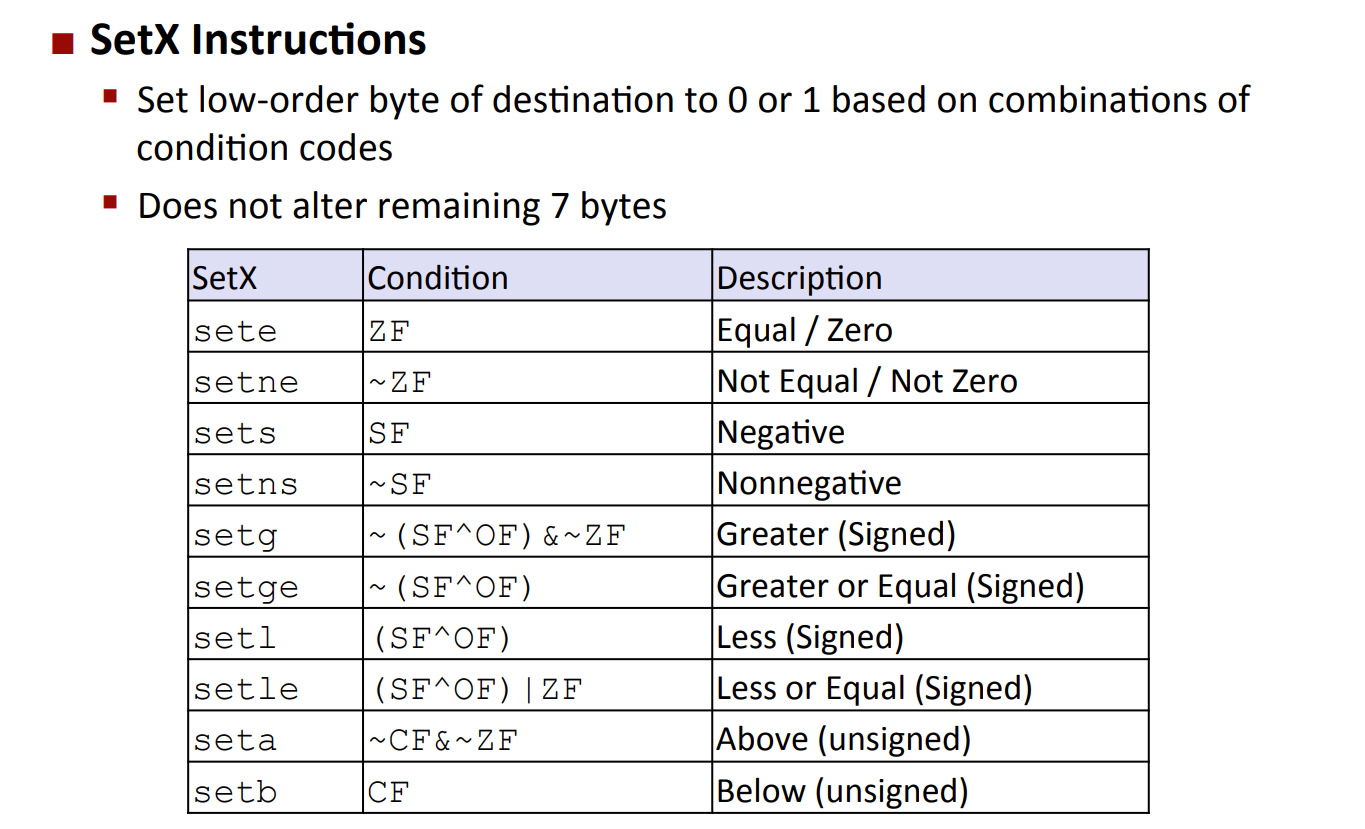 SetX Instructions
Set low-order byte of destination to 0 or 1 based on combinations of
condition codes
Does not alter remaining 7 bytes
SetX Condition Description
sete ZF Equal / Zero
setne ~ZF Not Equal / Not Zero
sets SF Negative
setns ~SF Nonnegative
setg ~(SF^OF)&~ZF Greater (Signed)
setge ~(SF^OF) Greater or Equal (Signed)
setl (SF^OF) Less (Signed)
setle (SF^OF)|ZF Less or Equal (Signed)
seta ~CF&~ZF Above (unsigned)
setb CF Below (unsigned)